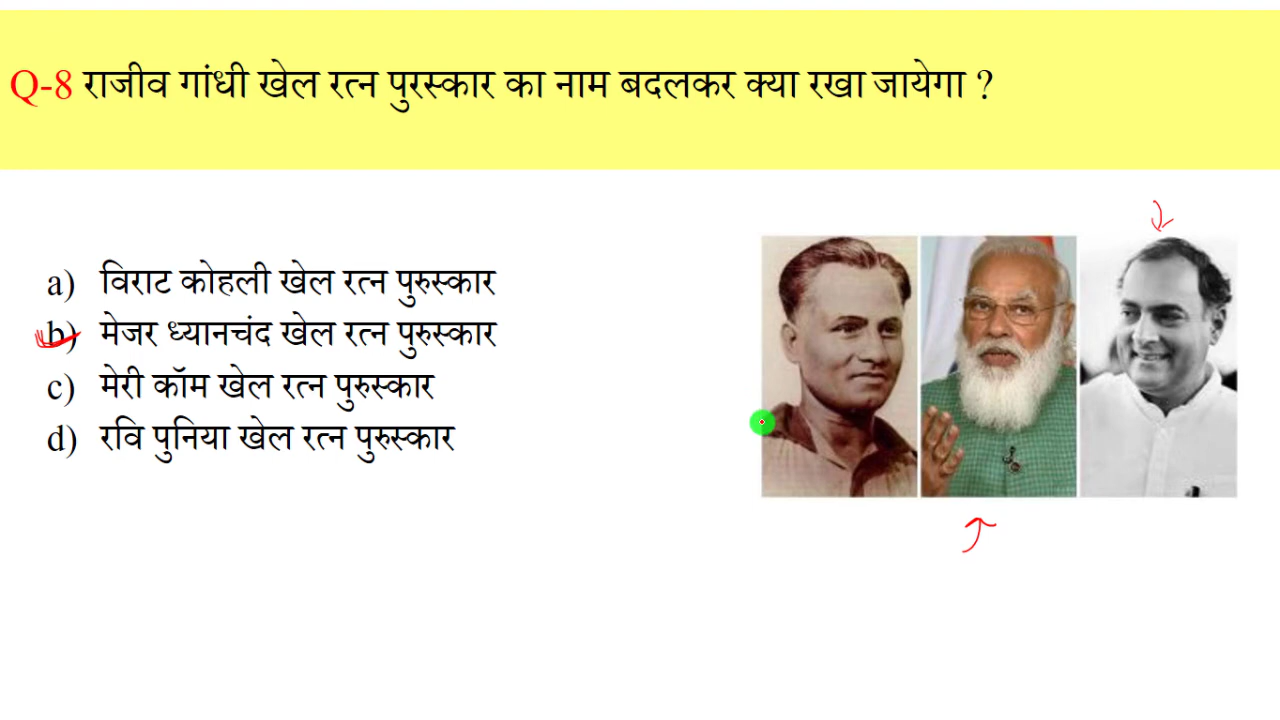 Q-8 राजीव गांधी खेल रत्न पुरस्कार का नाम बदलकर क्या रखा जायेगा ?
a) विराट कोहली खेल रत्न पुरुस्कार
b) मेजर ध्यानचंद खेल रत्न पुरुस्कार
c) मेरी कॉम खेल रत्न पुरुस्कार
d) रवि पुनिया खेल रत्न पुरुस्कार